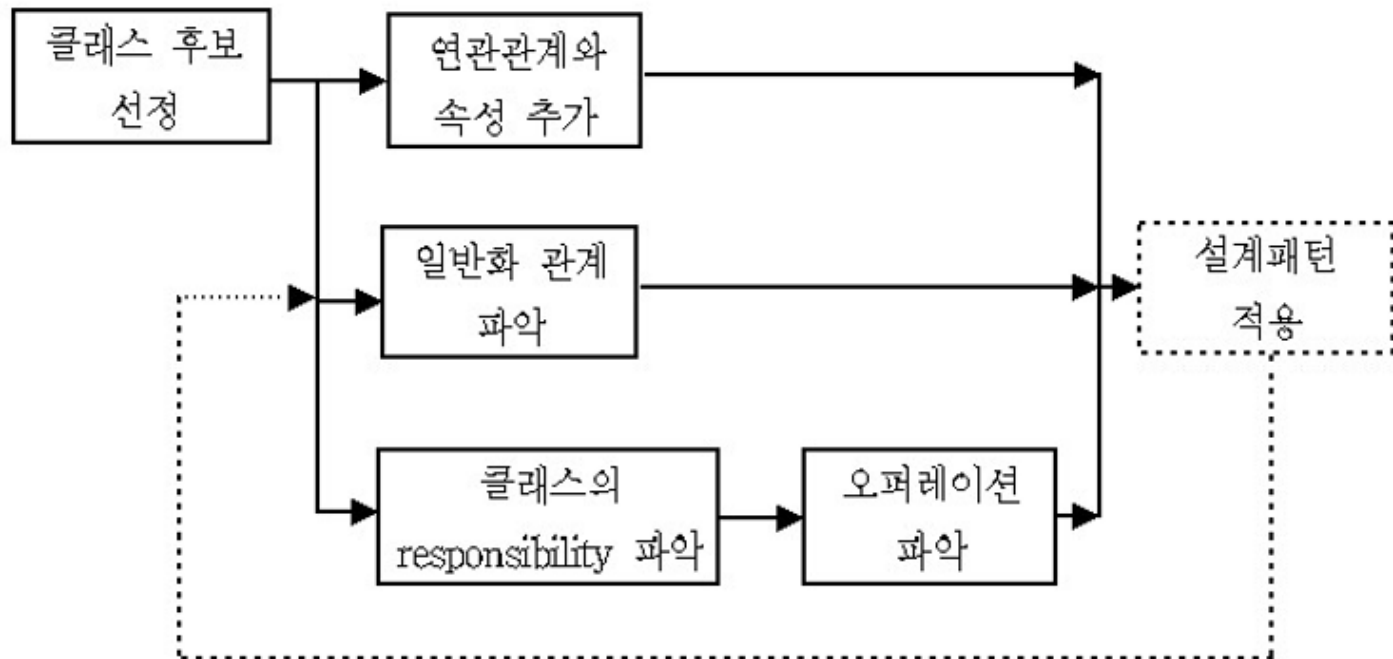 클래스 후보
선정
연관관계와
속성 추가
일반화 관계
파악
설계패턴
적용
클래스의
responsibility 파악
오퍼레이션
파악